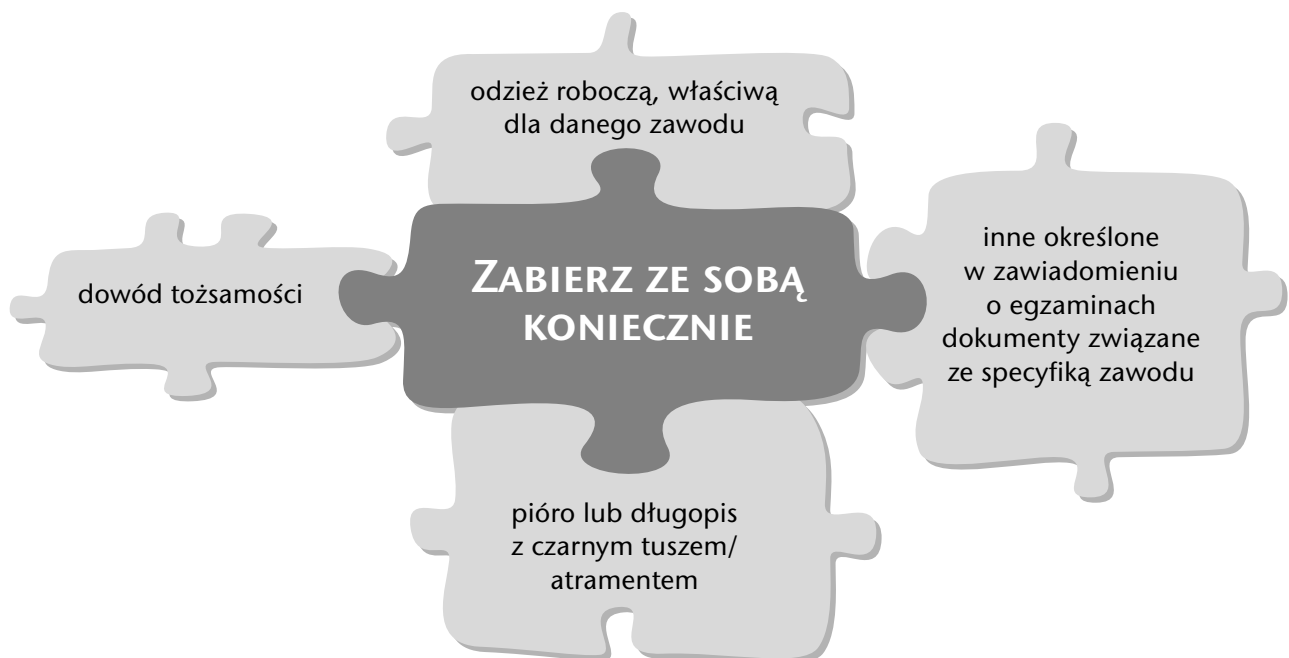 odzież roboczą, właściwą
dla danego zawodu
dowód tożsamości
ZABIERZ ZE SOBĄ
KONIECZNIE
inne określone
w zawiadomieniu
o egzaminach
dokumenty związane
ze specyfiką zawodu
pióro lub długopis
z czarnym tuszem/
atramentem